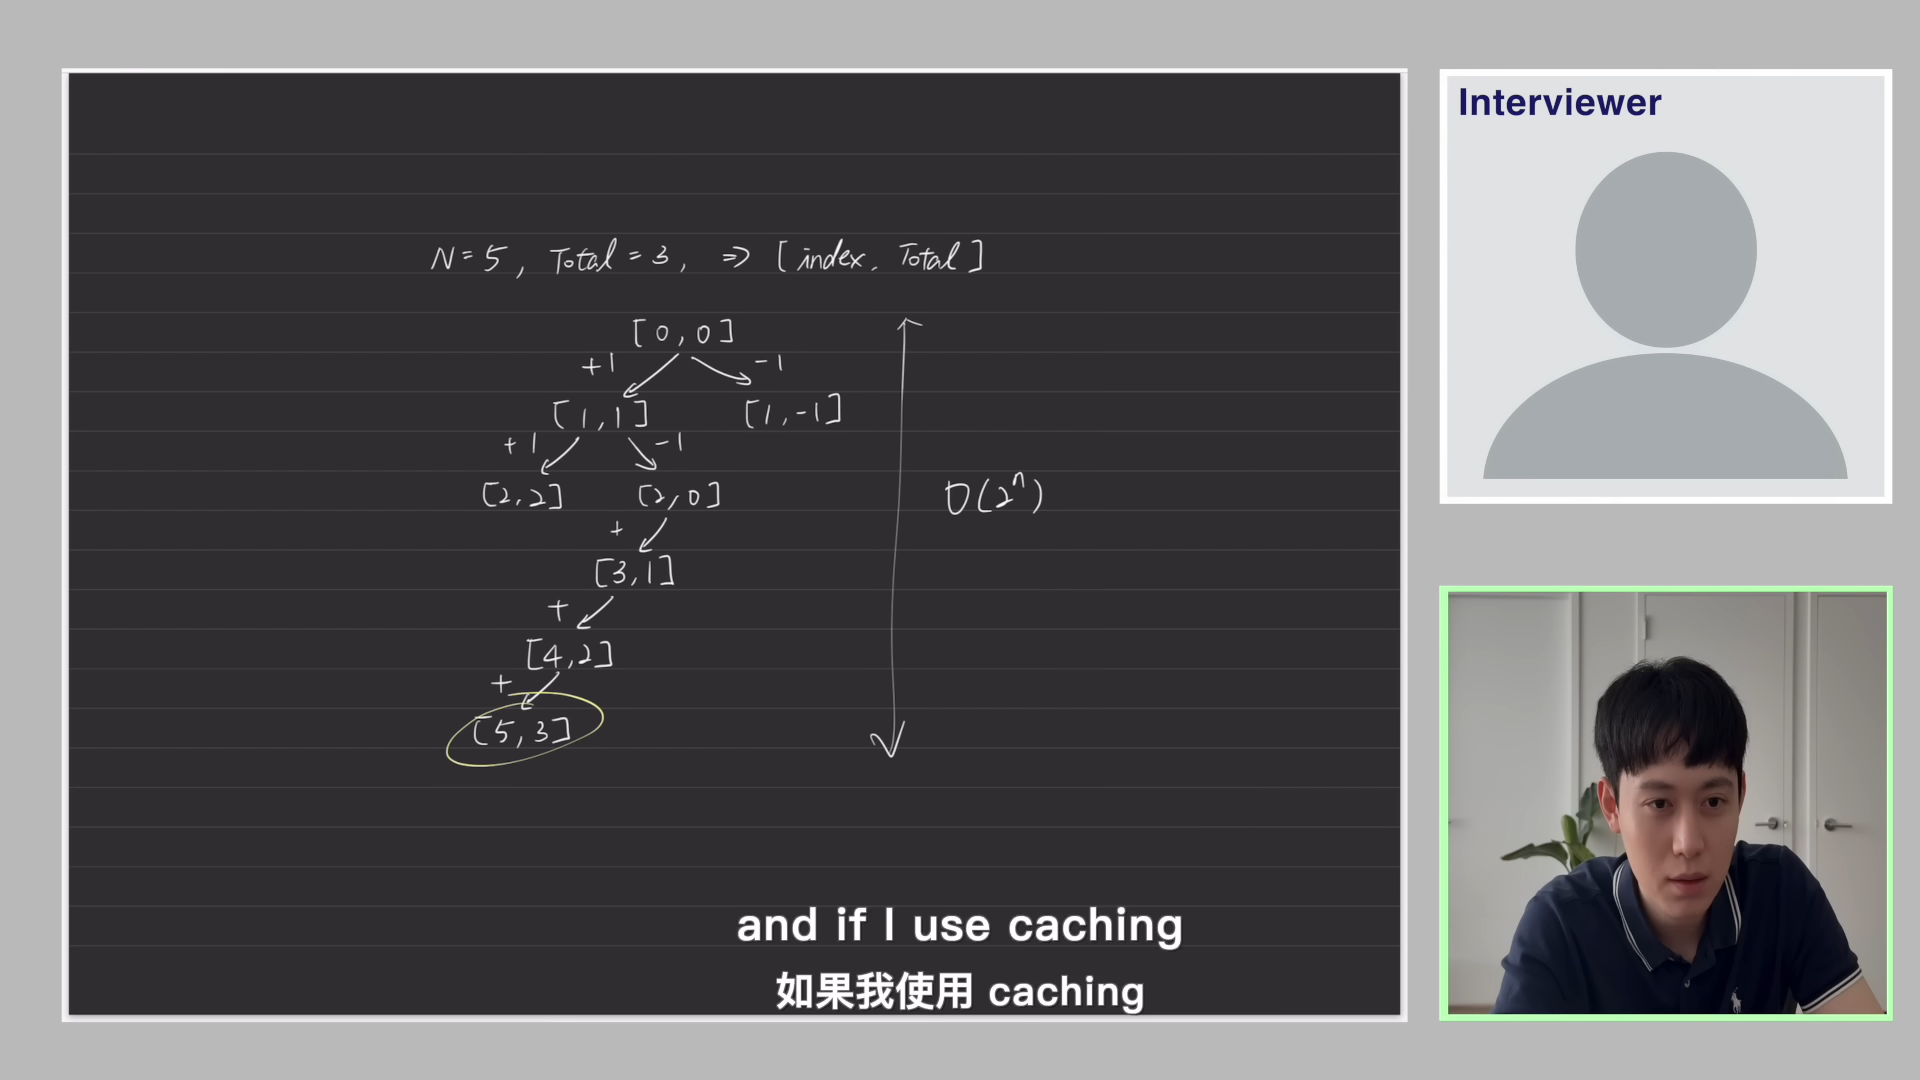 N=5, Total=3, => [index, Total]
[0,0]
+1 -1
[1,1] [1,-1]
+1 -1
[2,2] [2,0]
O(2^n)
+
[3,1]
+
[4,2]
+
[5,3]
and if I use caching
如果我使用 caching
Interviewer